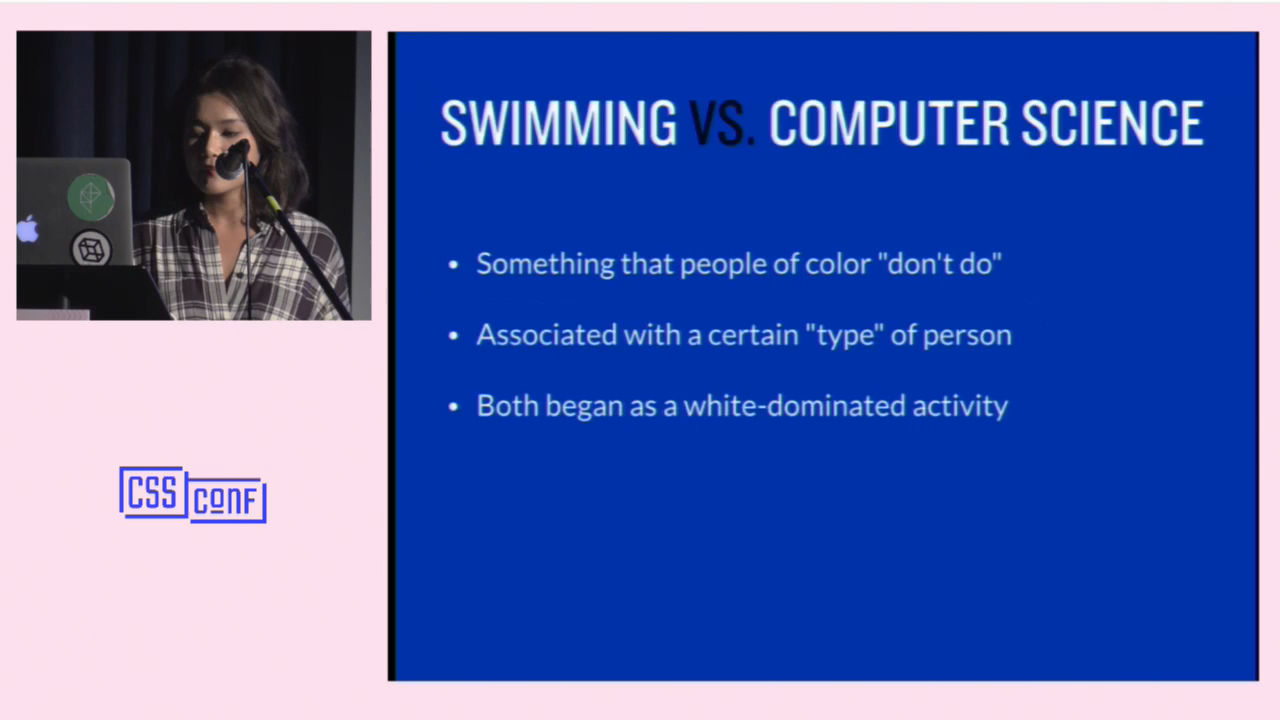 SWIMMING VS. COMPUTER SCIENCE
• Something that people of color "don't do"
• Associated with a certain "type" of person
• Both began as a white-dominated activity
CSS
CONF